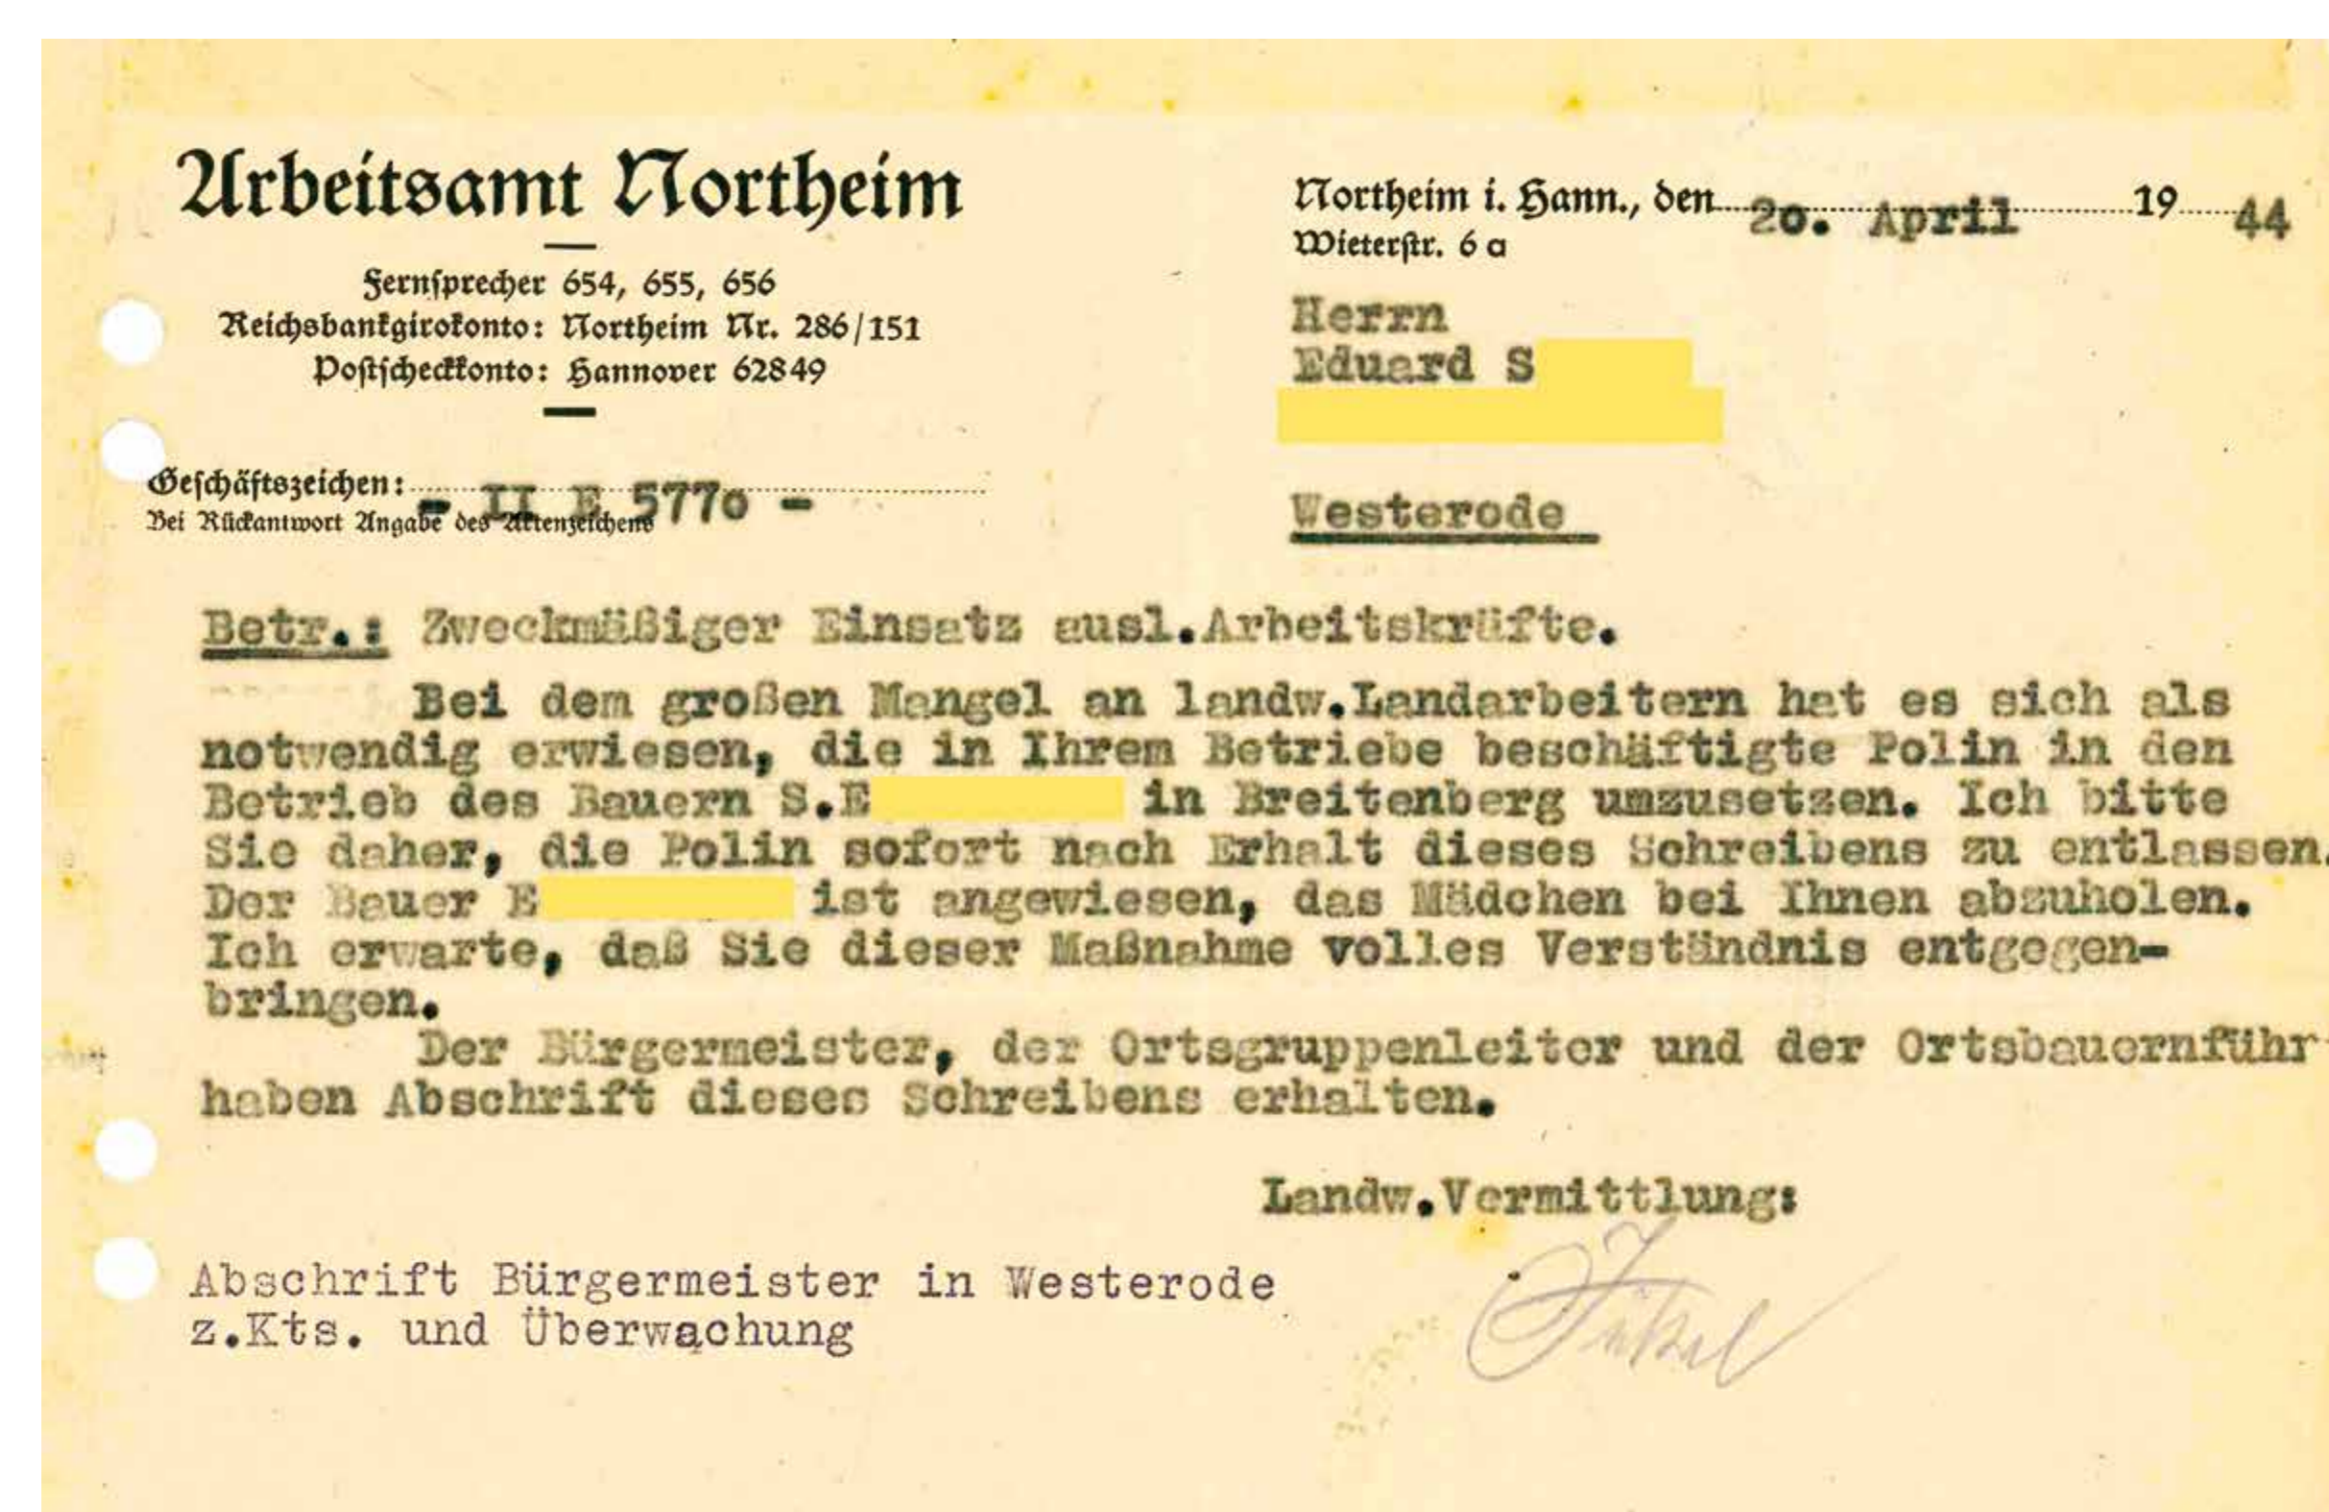 Arbeitsamt Northeim
Fernsprecher 654, 655, 656
Reichsbankgirokonto: Northeim Nr. 286/151
Postscheckkonto: Hannover 62849
Geschäftszeichen: - II E 5770 -
Bei Rückantwort Angabe des Aktenzeichens
Northeim i. Hann., den 20. April 19 44
Wieterstr. 6 a
Herrn
Eduard S
Westerode
Betr.: Zweckmäßiger Einsatz ausl.Arbeitskräfte.
Bei dem großen Mangel an landw.Landarbeitern hat es sich als
notwendig erwiesen, die in Ihrem Betriebe beschäftigte Polin in den
Betrieb des Bauern S.E in Breitenberg umzusetzen. Ich bitte
Sie daher, die Polin sofort nach Erhalt dieses Schreibens zu entlassen.
Der Bauer E ist angewiesen, das Mädchen bei Ihnen abzuholen.
Ich erwarte, daß Sie dieser Maßnahme volles Verständnis entgegen-
bringen.
Der Bürgermeister, der Ortsgruppenleiter und der Ortsbauernführ
haben Abschrift dieses Schreibens erhalten.
Landw.Vermittlung:
Abschrift Bürgermeister in Westerode
z.Kts. und Überwachung